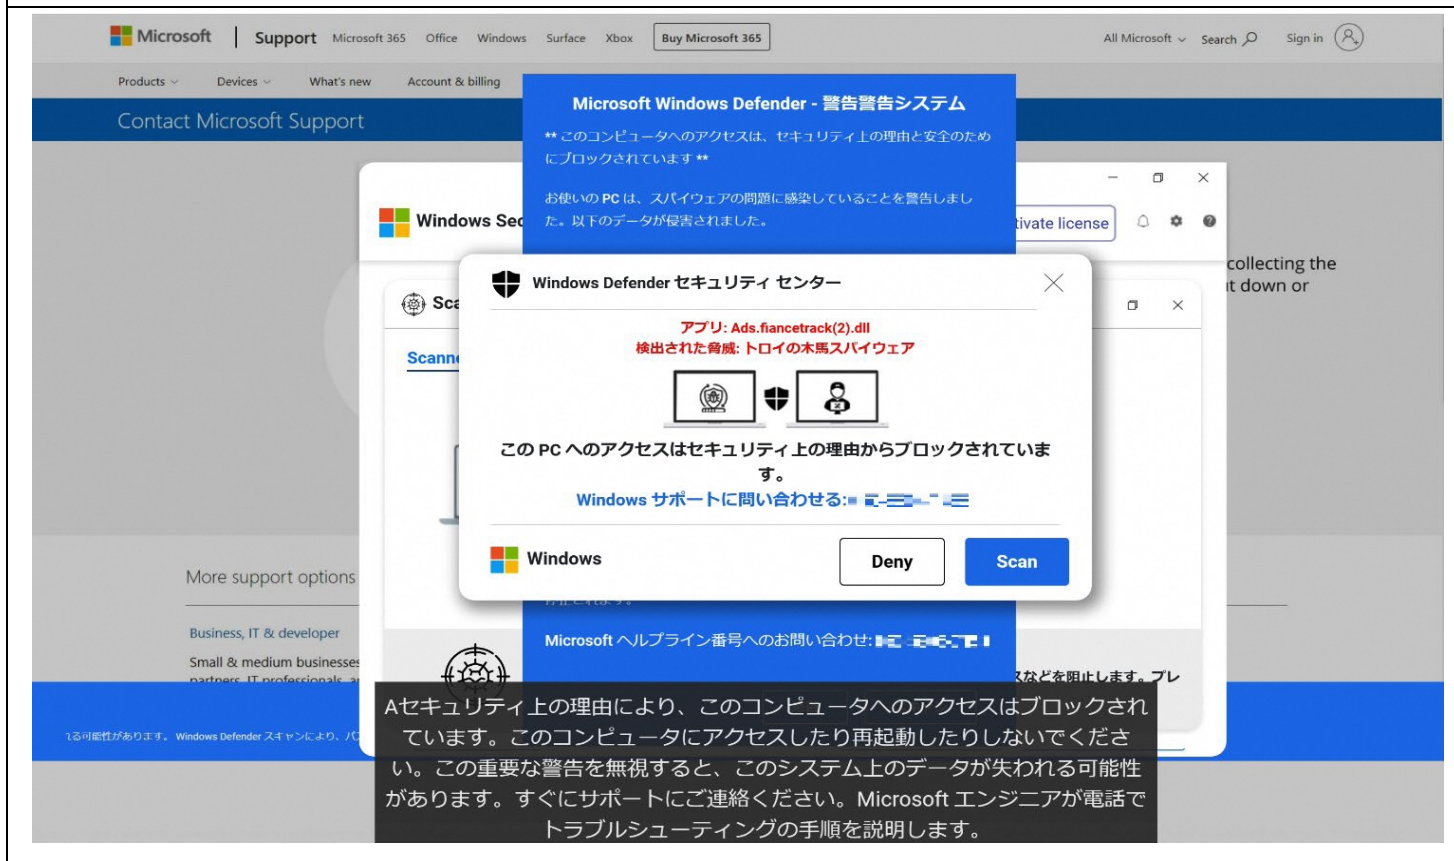 Microsoft | Support Microsoft 365 Office Windows Surface Xbox Buy Microsoft 365 All Microsoft Search Sign in
Products Devices What's new Account & billing
Contact Microsoft Support
Microsoft Windows Defender - 警告警告システム
** このコンピュータへのアクセスは、セキュリティ上の理由と安全のため
にブロックされています **
お使いの PC は、スパイウェアの問題に感染していることを警告しまし
た。以下のデータが侵害されました。
Windows Sec
tivate license
collecting the
t down or
Sca
Scanne
Windows Defender セキュリティ センター
アプリ: Ads.fiancetrack(2).dll
検出された脅威: トロイの木馬スパイウェア
この PC へのアクセスはセキュリティ上の理由からブロックされていま
す。
Windows サポートに問い合わせる:
Windows
Deny
Scan
More support options
Business, IT & developer
Small & medium businesses
partners, IT professionals, a
Microsoft ヘルプライン番号へのお問い合わせ:
スなどを阻止します。プレ
る可能性があります。 Windows Defender スキャンにより、パス
Aセキュリティ上の理由により、このコンピュータへのアクセスはブロックされ
ています。このコンピュータにアクセスしたり再起動したりしないでくださ
い。この重要な警告を無視すると、このシステム上のデータが失われる可能性
があります。すぐにサポートにご連絡ください。Microsoft エンジニアが電話で
トラブルシューティングの手順を説明します。